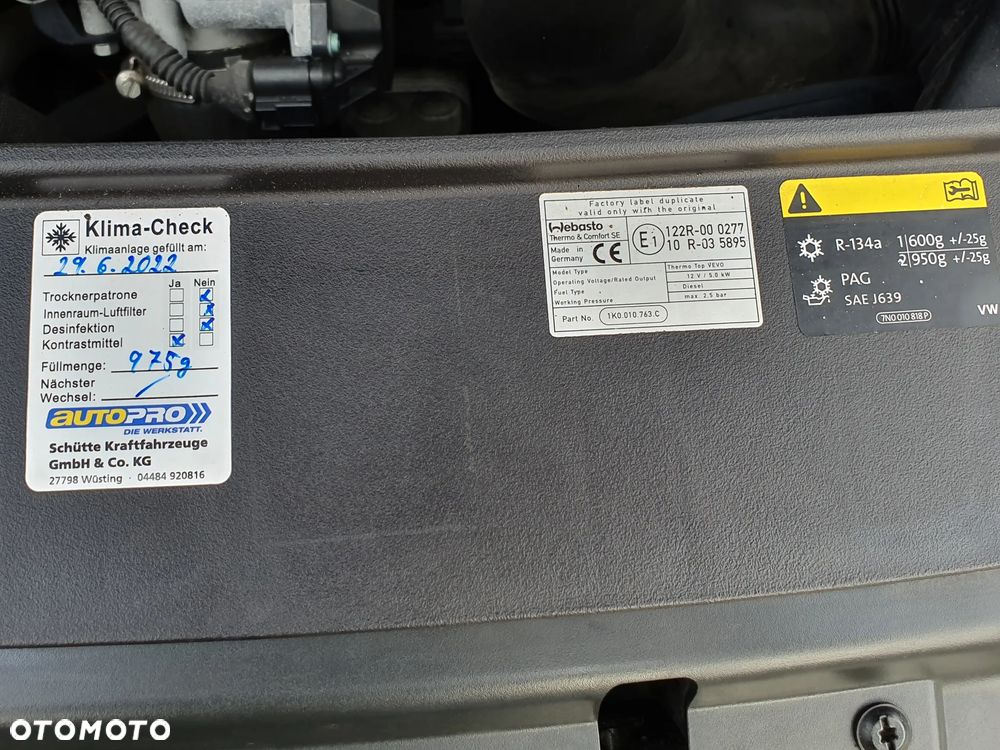 Klima-Check
Klimaanlage gefüllt am:
29.6.2022
Ja Nein
Trocknerpatrone
Innenraum-Luftfilter
Desinfektion
Kontrastmittel
Füllmenge: 975g
Nächster
Wechsel:
AUTOPRO
DIE WERKSTATT.
Schütte Kraftfahrzeuge
GmbH & Co. KG
27798 Wüsting · 04484 920816
Factory label duplicate
valid only with the original
Webasto
Thermo & Comfort SE
Made in
Germany
CE
E1
122R-00 0277
10 R-03 5895
Model Type Thermo Top VEVO
Operating Voltage/Rated Output 12 V / 5.0 kW
Fuel Type Diesel
Working Pressure max. 2.5 bar
Part No. 1K0.010.763.C
R-134a 1 600g +/-25g
2 950g +/-25g
PAG
SAE J639
7N0 010 818 P
VW
OTOMOTO